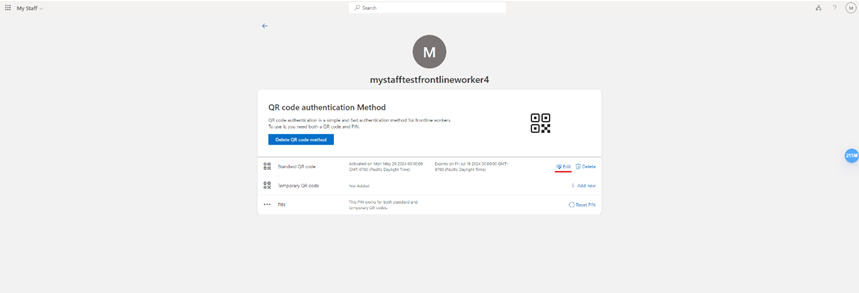 My Staff
Search
?
M
M
mystafftestfrontlineworker4
QR code authentication Method
QR code authentication is a simple and fast authentication method for frontline workers.
To use it, you need both a QR code and PIN.
Delete QR code method
Standard QR code
Activated on Mon May 20 2024 00:00:00
GMT-0700 (Pacific Daylight Time)
Expires on Fri Jul 19 2024 00:00:00 GMT-
0700 (Pacific Daylight Time)
Edit
Delete
Temporary QR code
Not Added
Add new
PIN
This PIN works for both standard and
temporary QR codes.
Reset PIN